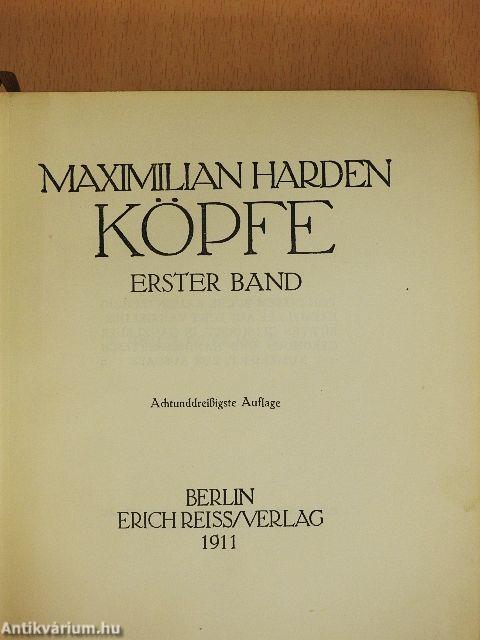 MAXIMILIAN HARDEN
KÖPFE
ERSTER BAND
Achtunddreißigste Auflage
BERLIN
ERICH REISS/VERLAG
1911
Antikvárium.hu